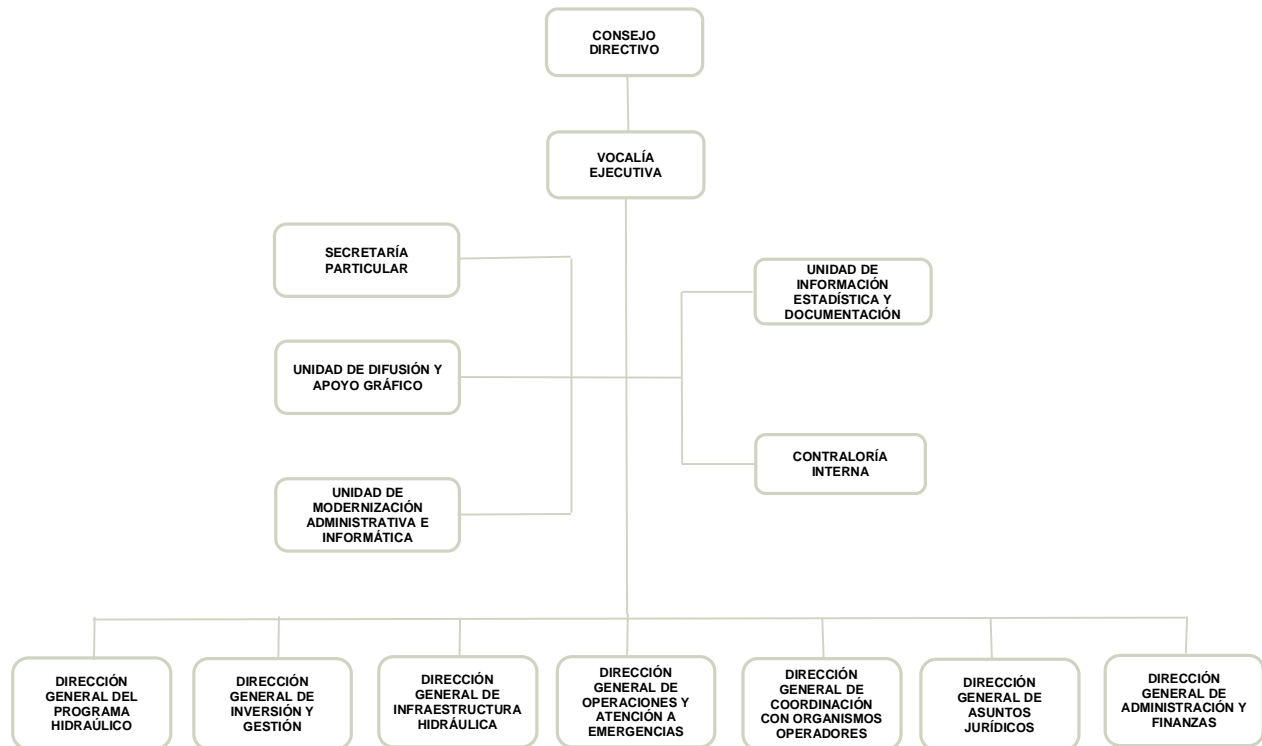 CONSEJO
DIRECTIVO
VOCALÍA
EJECUTIVA
SECRETARÍA
PARTICULAR
UNIDAD DE
INFORMACIÓN
ESTADÍSTICA Y
DOCUMENTACIÓN
UNIDAD DE DIFUSIÓN Y
APOYO GRÁFICO
CONTRALORÍA
INTERNA
UNIDAD DE
MODERNIZACIÓN
ADMINISTRATIVA E
INFORMÁTICA
DIRECCIÓN
GENERAL DEL
PROGRAMA
HIDRAÚLICO
DIRECCIÓN
GENERAL DE
INVERSIÓN Y
GESTIÓN
DIRECCIÓN
GENERAL DE
INFRAESTRUCTURA
HIDRÁULICA
DIRECCIÓN
GENERAL DE
OPERACIONES Y
ATENCIÓN A
EMERGENCIAS
DIRECCIÓN
GENERAL DE
COORDINACIÓN
CON ORGANISMOS
OPERADORES
DIRECCIÓN
GENERAL DE
ASUNTOS
JURÍDICOS
DIRECCIÓN
GENERAL DE
ADMINISTRACIÓN Y
FINANZAS